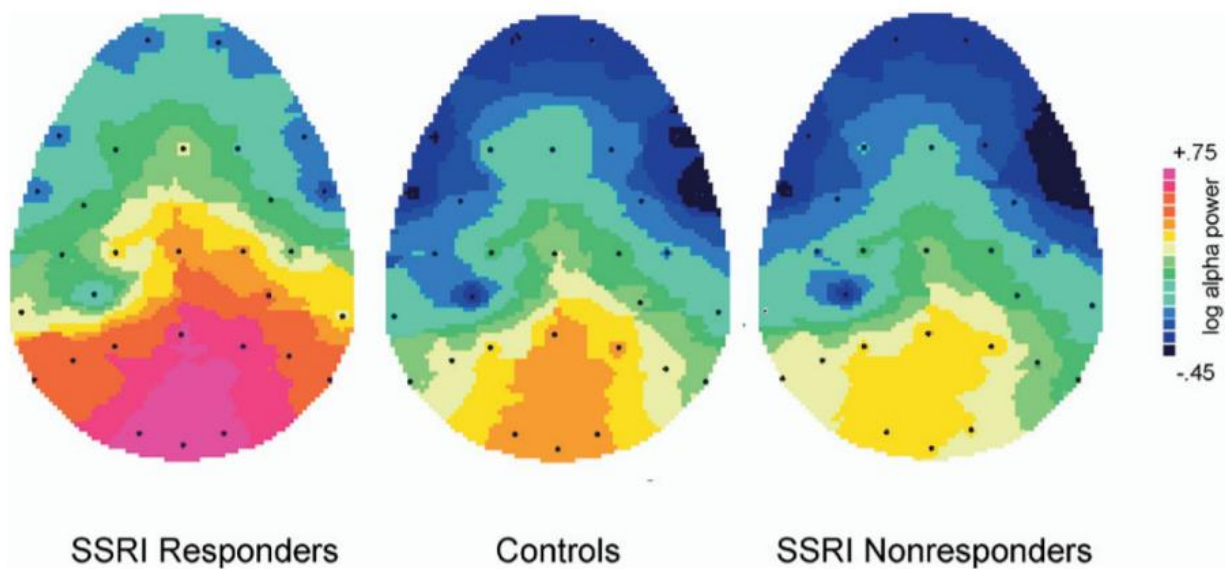 +.75
log alpha power
-.45
SSRI Responders
Controls
SSRI Nonresponders